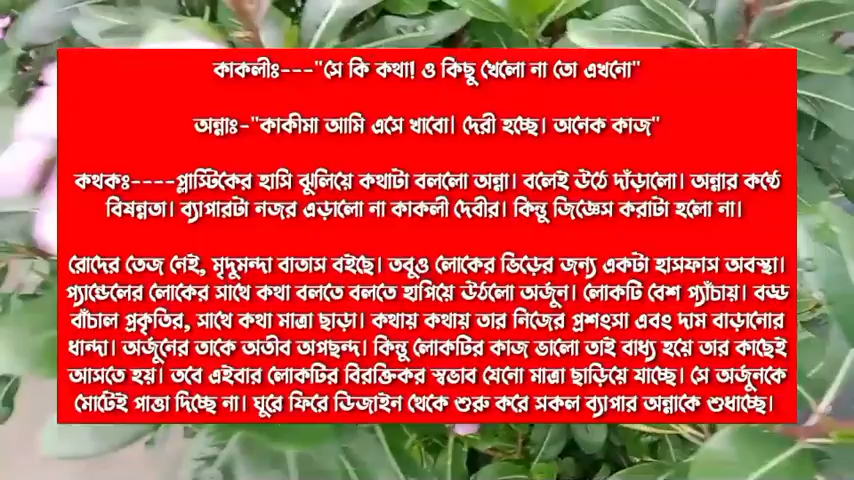 কাকলীঃ---"সে কি কথা! ও কিছু খেলো না তো এখনো"
অন্নাঃ-"কাকীমা আমি এসে খাবো। দেরী হচ্ছে। অনেক কাজ"
কথকঃ----প্লাস্টিকের হাসি ঝুলিয়ে কথাটা বললো অন্না। বলেই উঠে দাঁড়ালো। অন্নার কন্ঠে
বিষন্নতা। ব্যাপারটা নজর এড়ালো না কাকলী দেবীর। কিন্তু জিজ্ঞেস করাটা হলো না।
রোদের তেজ নেই, মৃদুমন্দা বাতাস বইছে। তবুও লোকের ভিড়ের জন্য একটা হাসফাস অবস্থা।
প্যান্ডেলের লোকের সাথে কথা বলতে বলতে হাপিয়ে উঠলো অর্জুন। লোকটি বেশ প্যাঁচায়। বড্ড
বাঁচাল প্রকৃতির, সাথে কথা মাত্রা ছাড়া। কথায় কথায় তার নিজের প্রশংসা এবং দাম বাড়ানোর
ধান্দা। অর্জুনের তাকে অতীব অপছন্দ। কিন্তু লোকটির কাজ ভালো তাই বাধ্য হয়ে তার কাছেই
আসতে হয়। তবে এইবার লোকটির বিরক্তিকর স্বভাব যেনো মাত্রা ছাড়িয়ে যাচ্ছে। সে অর্জুনকে
মোটেই পাত্তা দিচ্ছে না। ঘুরে ফিরে ডিজাইন থেকে শুরু করে সকল ব্যাপার অন্নাকে শুধাচ্ছে।